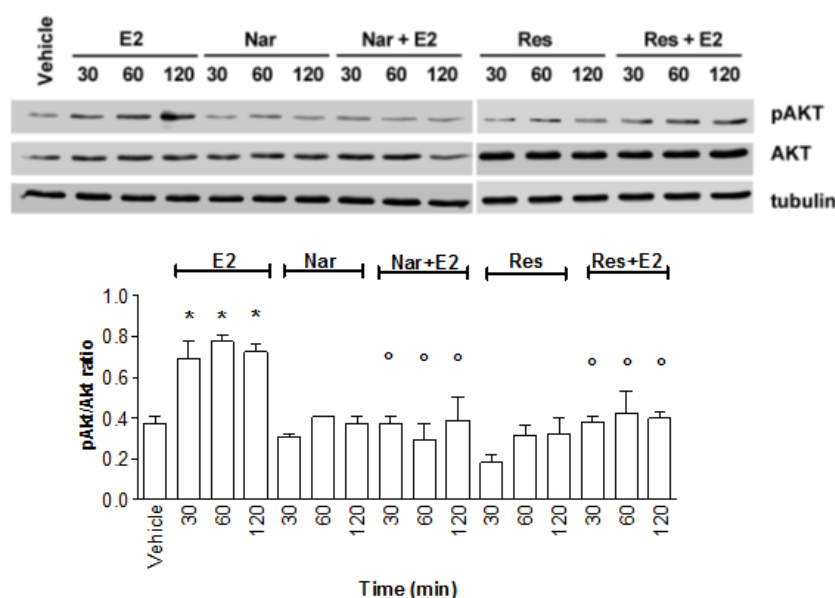 Vehicle E2 Nar Nar + E2 Res Res + E2
30 60 120 30 60 120 30 60 120 30 60 120 30 60 120
pAKT
AKT
tubulin
E2 Nar Nar+E2 Res Res+E2
1.0
* * *
0.8
° ° ° ° ° °
0.6
0.4
0.2
0.0
pAkt/Akt ratio
Vehicle 30 60 120 30 60 120 30 60 120 30 60 120 30 60 120
Time (min)